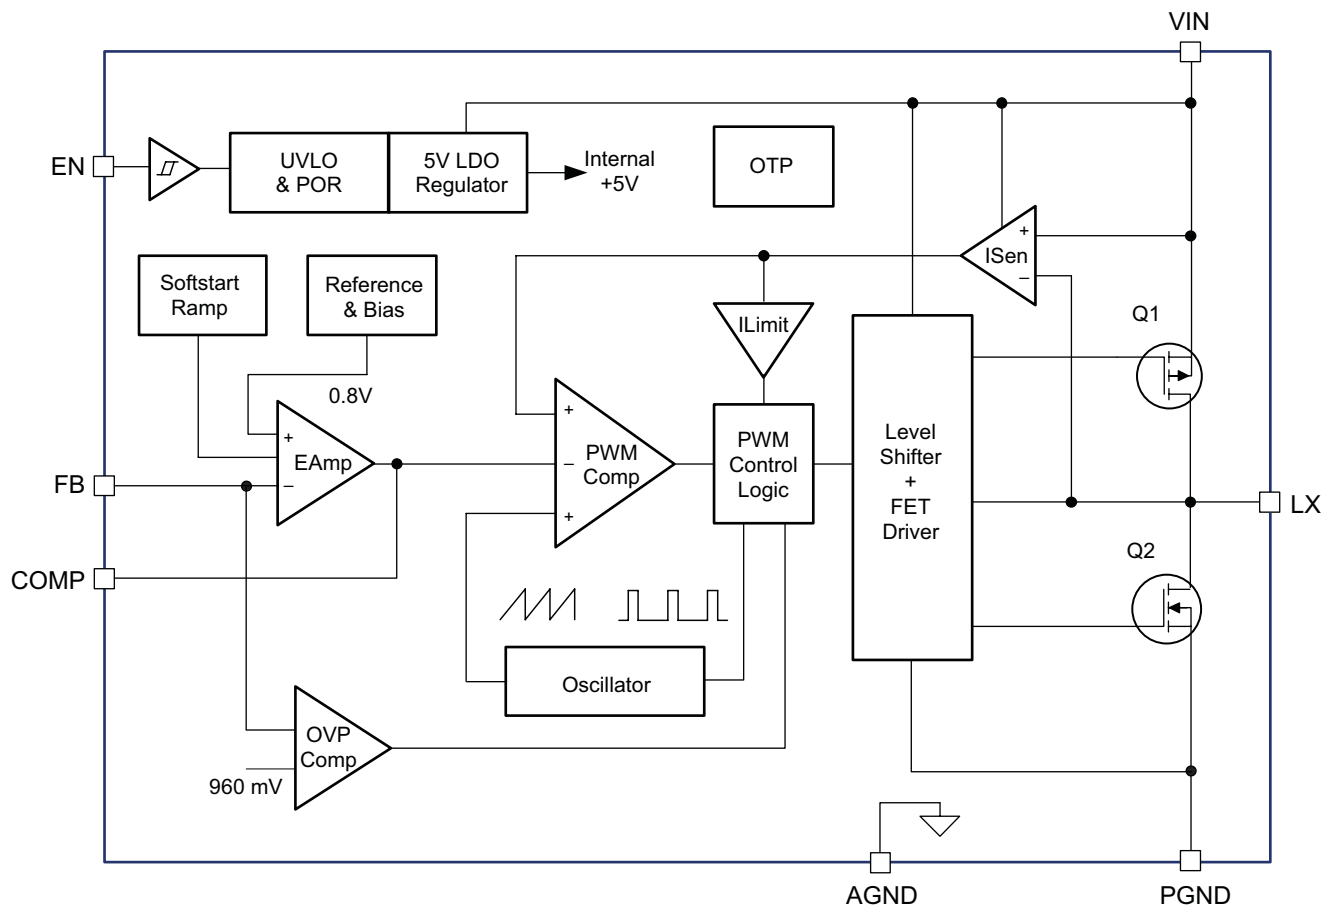 VIN
EN
UVLO
& POR
5V LDO
Regulator
Internal
+5V
OTP
+
ISen
–
Softstart
Ramp
Reference
& Bias
ILimit
Q1
0.8V
+
EAmp
–
+
–
PWM
Comp
+
PWM
Control
Logic
Level
Shifter
+
FET
Driver
FB
LX
COMP
Q2
Oscillator
OVP
Comp
960 mV
AGND
PGND